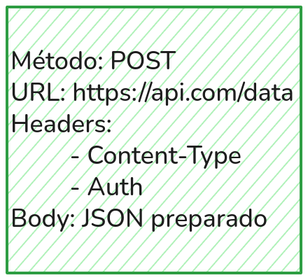 Método: POST
URL: https://api.com/data
Headers:
- Content-Type
- Auth
Body: JSON preparado